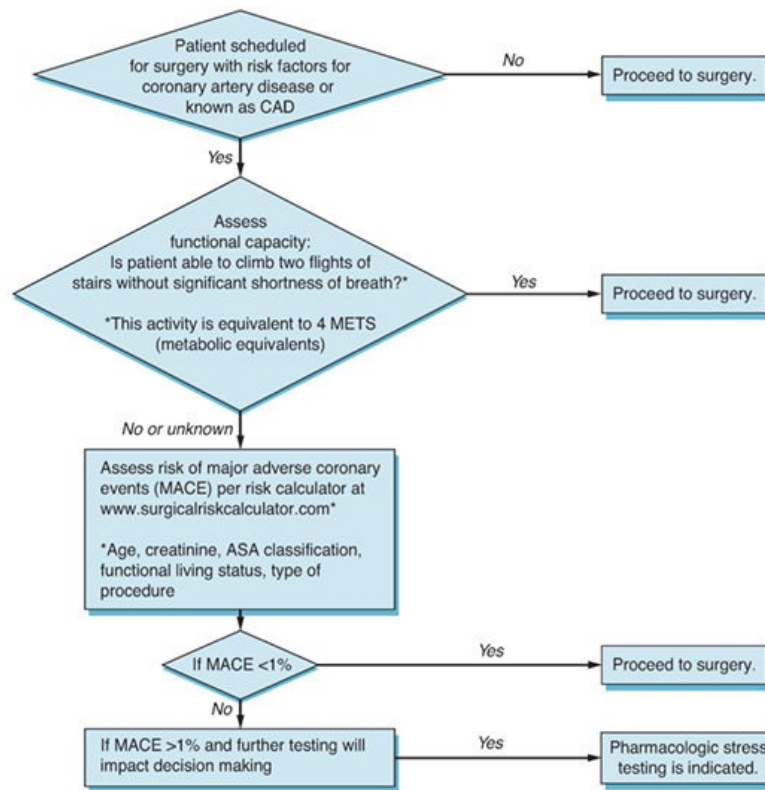 Patient scheduled
for surgery with risk factors for
coronary artery disease or
known as CAD
No
Proceed to surgery.
Yes
Assess
functional capacity:
Is patient able to climb two flights of
stairs without significant shortness of breath?*
*This activity is equivalent to 4 METS
(metabolic equivalents)
Yes
Proceed to surgery.
No or unknown
Assess risk of major adverse coronary
events (MACE) per risk calculator at
www.surgicalriskcalculator.com*
*Age, creatinine, ASA classification,
functional living status, type of
procedure
If MACE <1%
Yes
Proceed to surgery.
No
If MACE >1% and further testing will
impact decision making
Yes
Pharmacologic stress
testing is indicated.